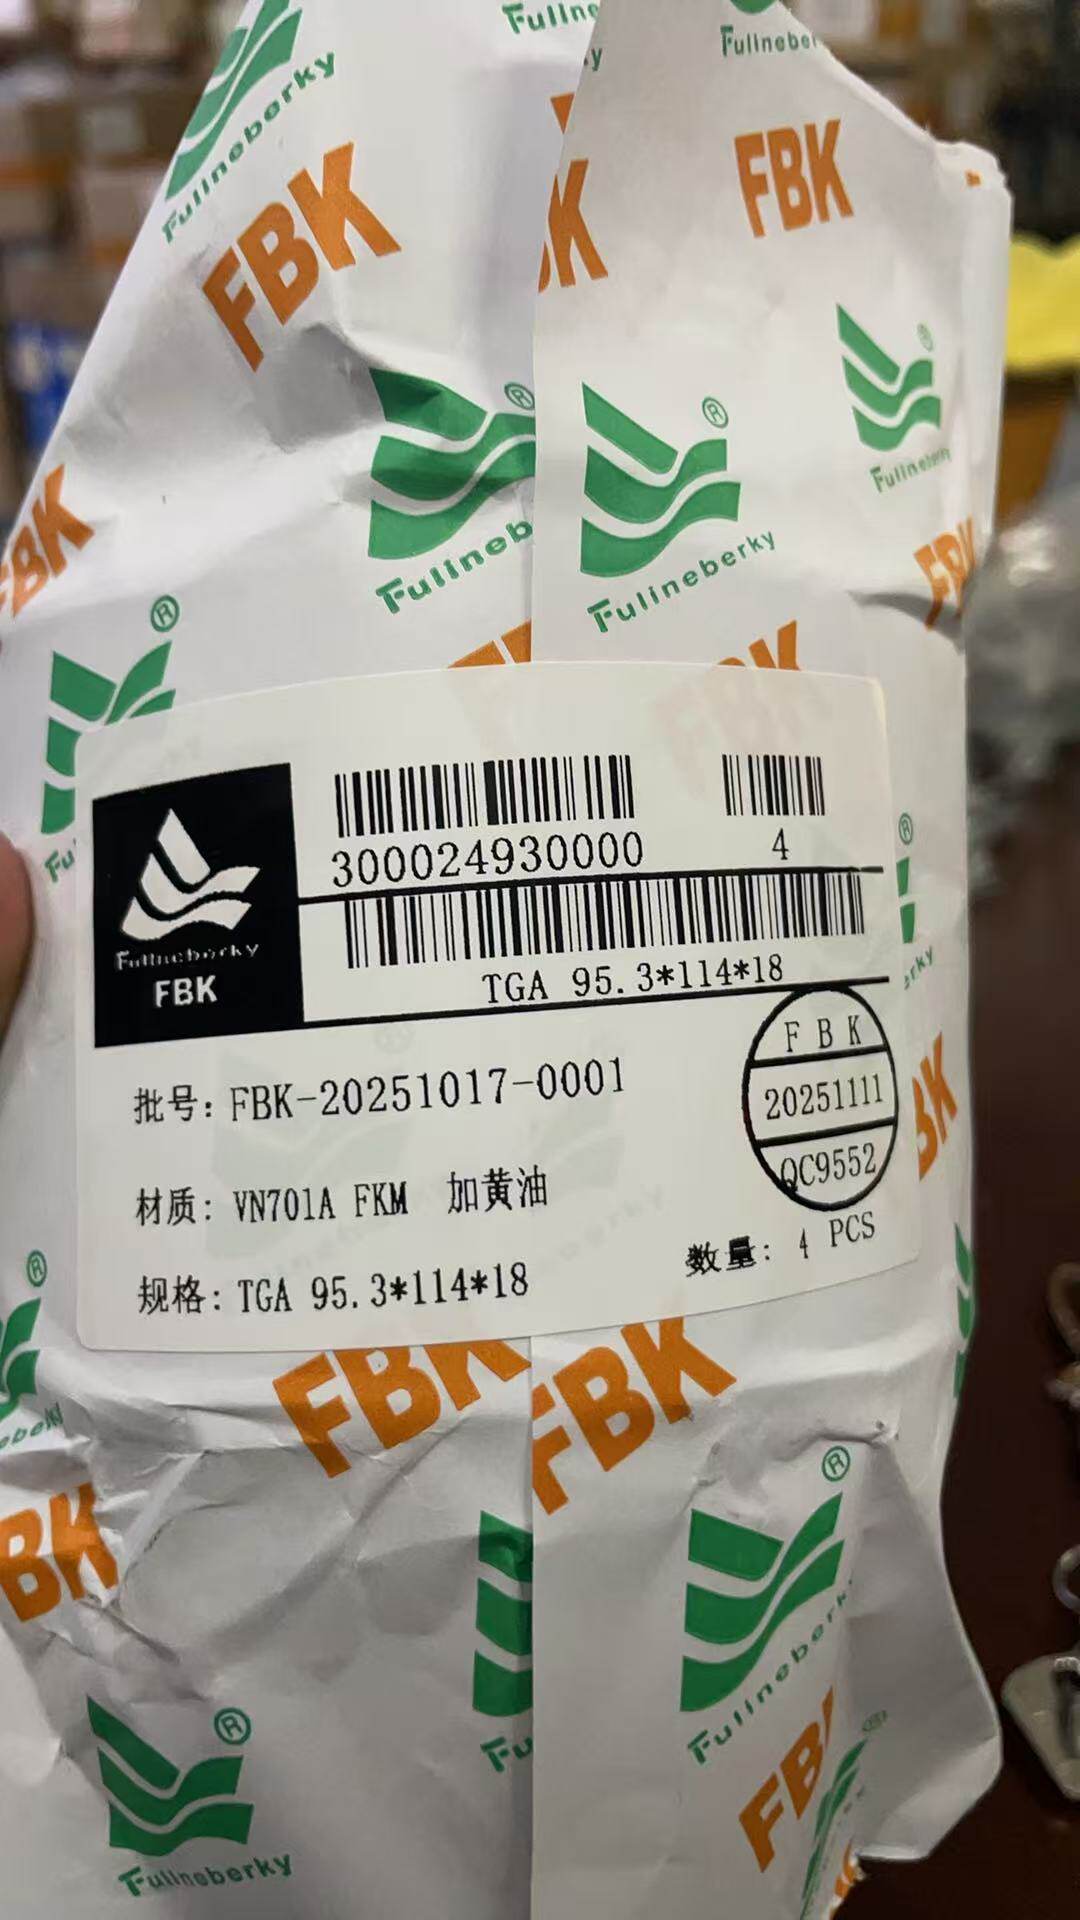 Fulineberky
FBK
Fulineberky
FBK
Fulineberky
Fulineberky
FBK
300024930000
4
TGA 95.3*114*18
批号: FBK-20251017-0001
FBK
20251111
QC9552
材质: VN701A FKM 加黄油
数量: 4 PCS
规格: TGA 95.3*114*18
FBK
FBK
Fulineberky
Fulineberky